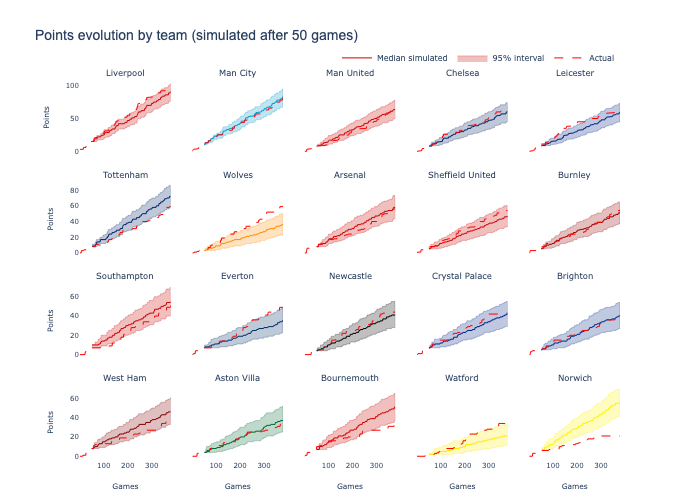 Points evolution by team (simulated after 50 games)
Median simulated 95% interval Actual
Liverpool Man City Man United Chelsea Leicester
100
50
0
Points
Tottenham Wolves Arsenal Sheffield United Burnley
80
60
40
20
0
Points
Southampton Everton Newcastle Crystal Palace Brighton
60
40
20
0
Points
West Ham Aston Villa Bournemouth Watford Norwich
60
40
20
0
Points
100 200 300 100 200 300 100 200 300 100 200 300 100 200 300
Games Games Games Games Games